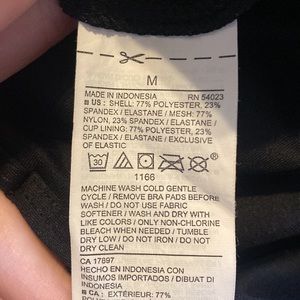 M
MADE IN INDONESIA RN 54023
US : SHELL: 77% POLYESTER, 23%
SPANDEX / ELASTANE / MESH: 77%
NYLON, 23% SPANDEX / ELASTANE /
CUP LINING: 77% POLYESTER, 23%
SPANDEX / ELASTANE / EXCLUSIVE
OF ELASTIC
30
1166
MACHINE WASH COLD GENTLE
CYCLE / REMOVE BRA PADS BEFORE
WASH / DO NOT USE FABRIC
SOFTENER / WASH AND DRY WITH
LIKE COLORS / ONLY NON-CHLORINE
BLEACH WHEN NEEDED / TUMBLE
DRY LOW / DO NOT IRON / DO NOT
DRY CLEAN
CA 17897
HECHO EN INDONESIA CON
INSUMOS IMPORTADOS / DIBUAT DI
INDONESIA
CA : EXTÉRIEUR: 77%